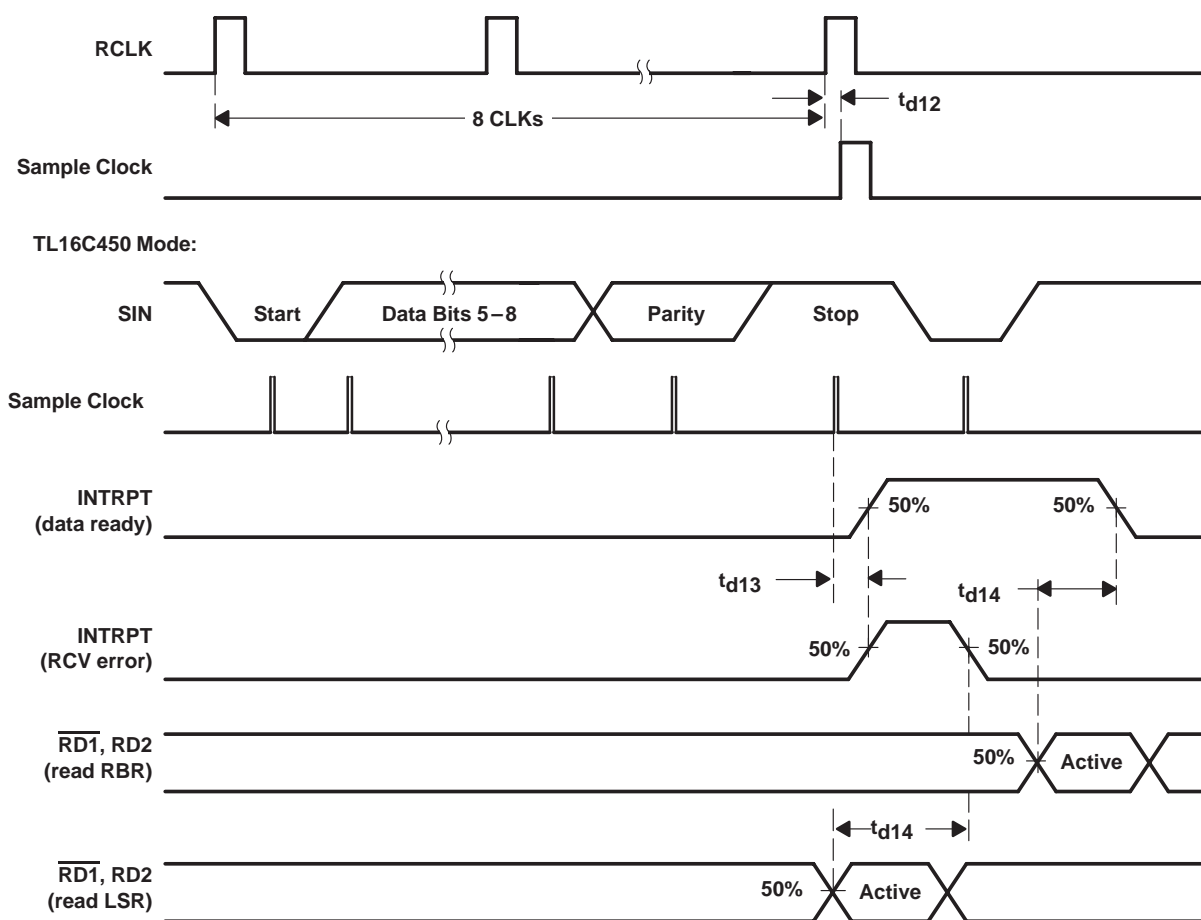 RCLK
td12
8 CLKs
Sample Clock
TL16C450 Mode:
SIN
Start
Data Bits 5–8
Parity
Stop
Sample Clock
INTRPT
(data ready)
50%
50%
td13
td14
INTRPT
(RCV error)
50%
50%
RD1, RD2
(read RBR)
50%
Active
td14
RD1, RD2
(read LSR)
50%
Active